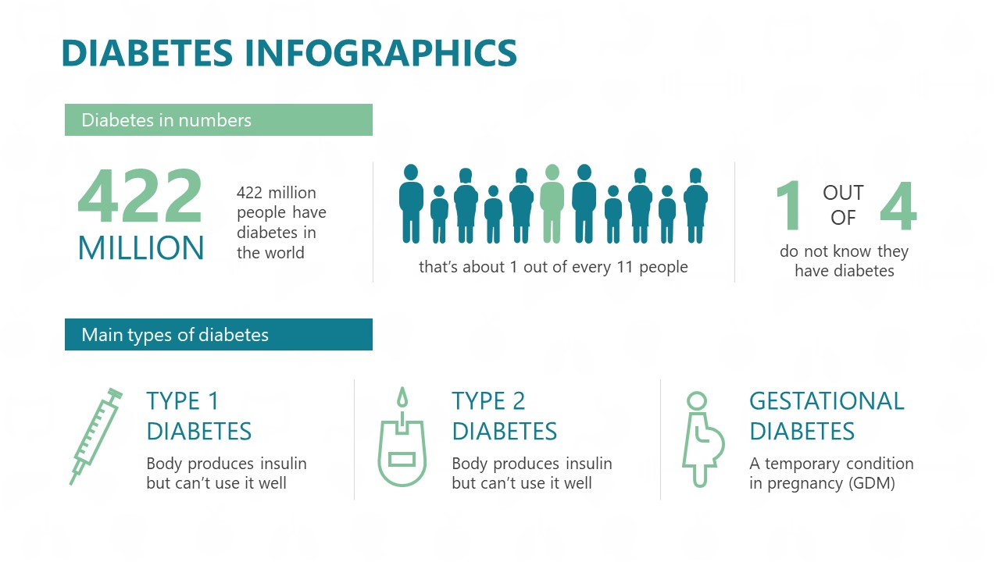 DIABETES INFOGRAPHICS
Diabetes in numbers
422
MILLION
422 million
people have
diabetes in
the world
that's about 1 out of every 11 people
1 OUT OF 4
do not know they
have diabetes
Main types of diabetes
TYPE 1
DIABETES
Body produces insulin
but can't use it well
TYPE 2
DIABETES
Body produces insulin
but can't use it well
GESTATIONAL
DIABETES
A temporary condition
in pregnancy (GDM)